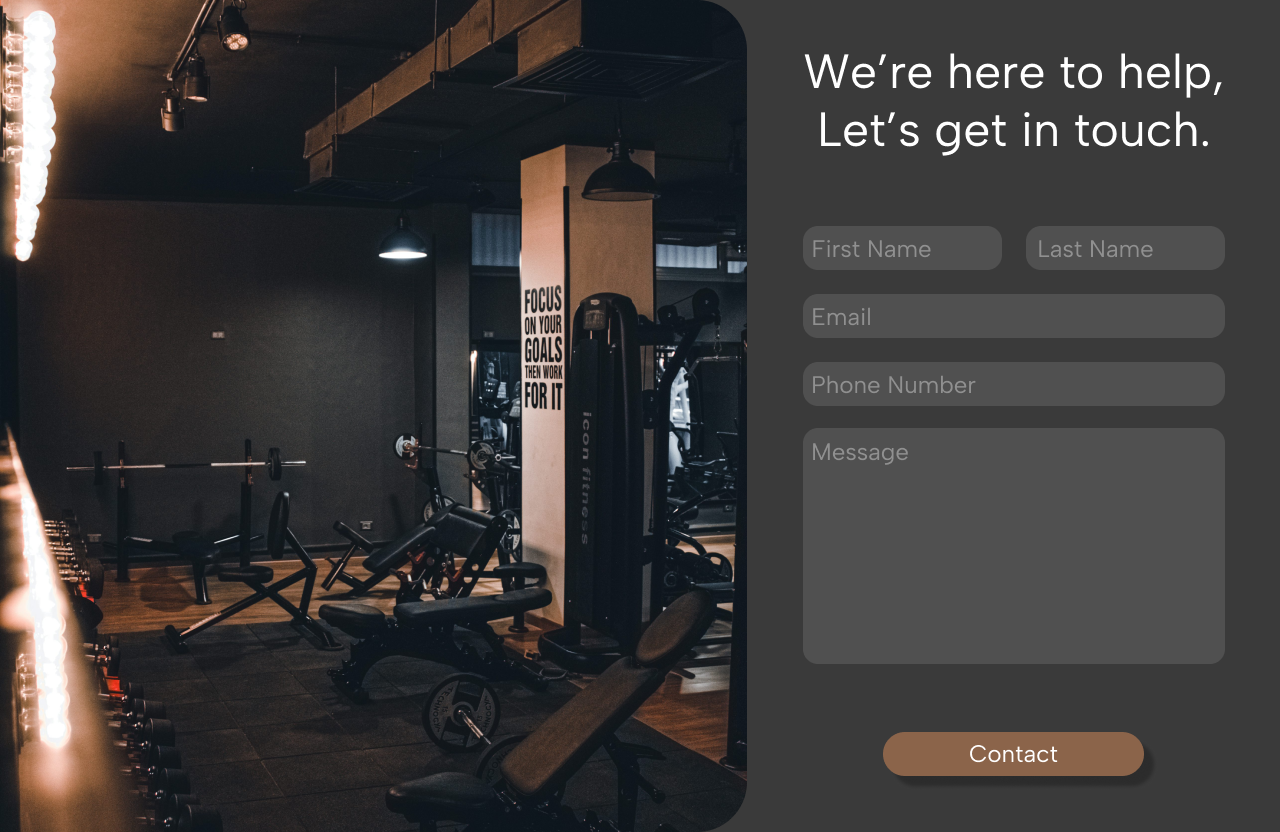 FOCUS
ON YOUR
GOALS
THEN WORK
FOR IT
icon fitness
We’re here to help,
Let’s get in touch.
First Name
Last Name
Email
Phone Number
Message
Contact